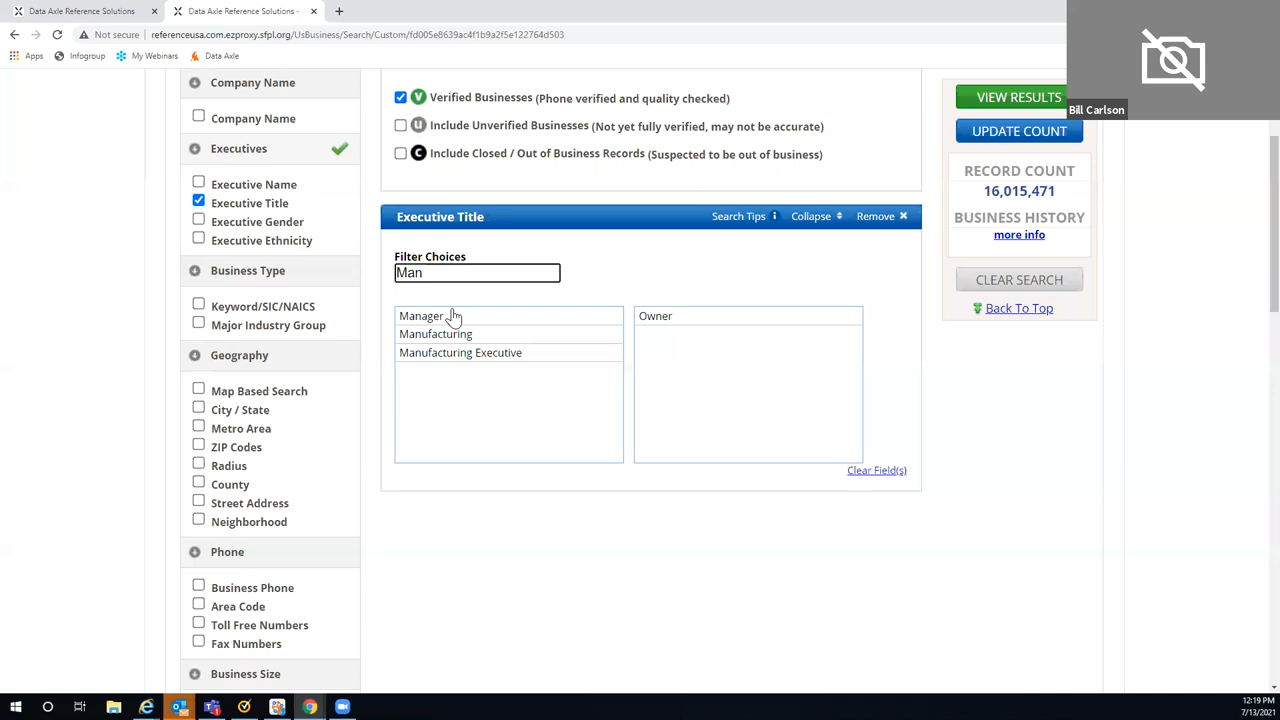 Data Axle Reference Solutions
Data Axle Reference Solutions -
Not secure
referenceusa.com.ezproxy.sfpl.org/UsBusiness/Search/Custom/fd005e8639ac4f1b9a2f5e122764d503
Apps
Infogroup
My Webinars
Data Axle
Bill Carlson
Company Name
Company Name
Executives
Executive Name
Executive Title
Executive Gender
Executive Ethnicity
Business Type
Keyword/SIC/NAICS
Major Industry Group
Geography
Map Based Search
City / State
Metro Area
ZIP Codes
Radius
County
Street Address
Neighborhood
Phone
Business Phone
Area Code
Toll Free Numbers
Fax Numbers
Business Size
V Verified Businesses (Phone verified and quality checked)
U Include Unverified Businesses (Not yet fully verified, may not be accurate)
C Include Closed / Out of Business Records (Suspected to be out of business)
Executive Title
Search Tips i
Collapse
Remove
Filter Choices
Man
Manager
Manufacturing
Manufacturing Executive
Owner
Clear Field(s)
VIEW RESULTS
UPDATE COUNT
RECORD COUNT
16,015,471
BUSINESS HISTORY
more info
CLEAR SEARCH
Back To Top
12:19 PM
7/13/2021